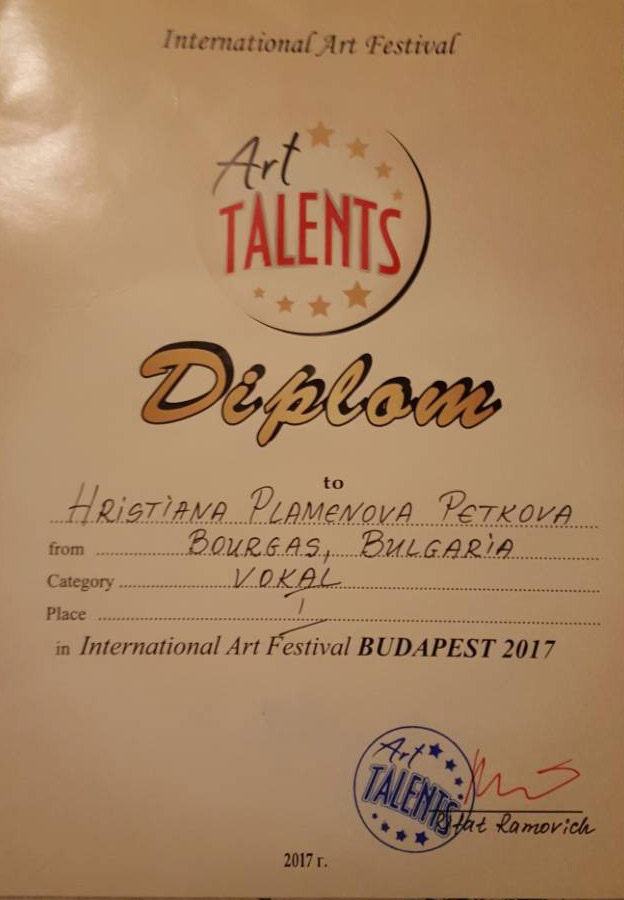 International Art Festival
Art
TALENTS
Diplom
to
HRISTIANA PLAMENOVA PETKOVA
from BOURGAS, BULGARIA
Category VOKAL
Place I
in International Art Festival BUDAPEST 2017
Art
TALENTS
Ramovich
2017 г.